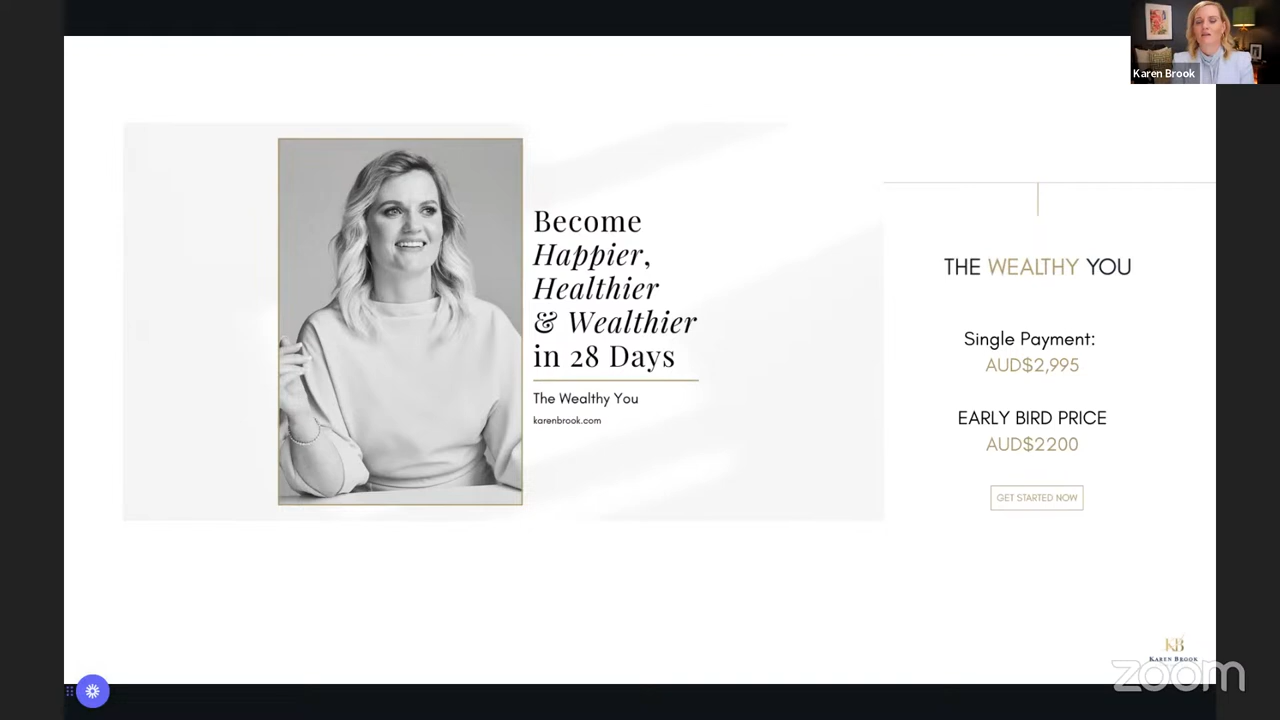 Karen Brook
Become
Happier,
Healthier
& Wealthier
in 28 Days
The Wealthy You
karenbrook.com
THE WEALTHY YOU
Single Payment:
AUD$2,995
EARLY BIRD PRICE
AUD$2200
GET STARTED NOW
KB
KAREN BROOK
zoom